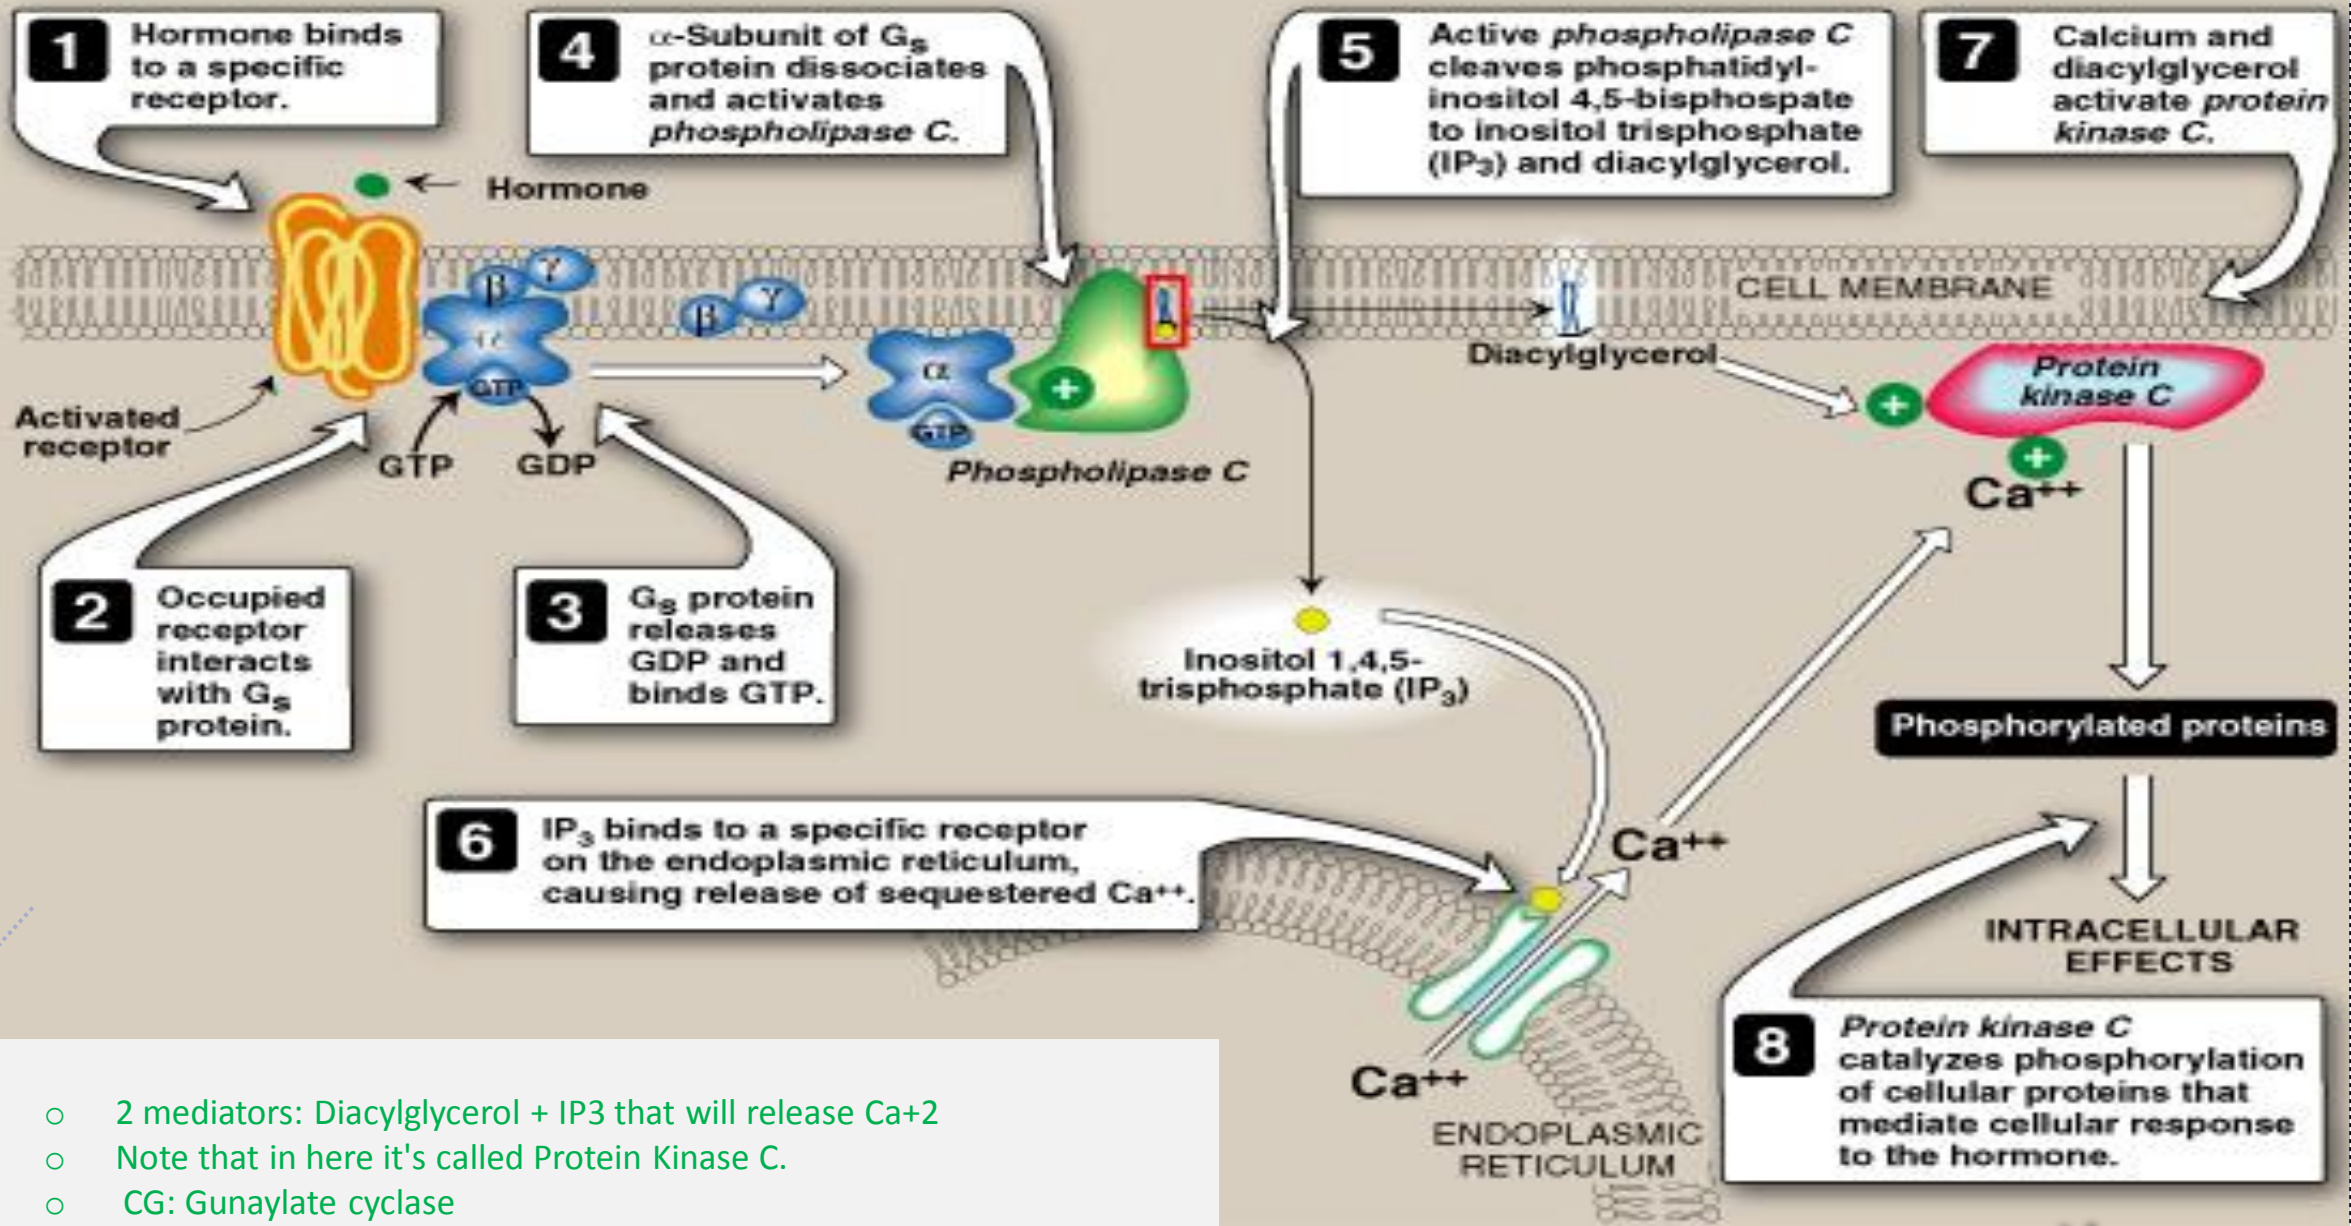 1
Hormone binds
to a specific
receptor.
4
α-Subunit of Gs
protein dissociates
and activates
phospholipase C.
5
Active phospholipase C
cleaves phosphatidyl-
inositol 4,5-bisphospate
to inositol trisphosphate
(IP3) and diacylglycerol.
7
Calcium and
diacylglycerol
activate protein
kinase C.
Hormone
β γ
α
GTP
β γ
α
GTP
+
CELL MEMBRANE
Diacylglycerol
+
Protein
kinase C
+
Ca++
Activated
receptor
GTP
GDP
Phospholipase C
2
Occupied
receptor
interacts
with Gs
protein.
3
Gs protein
releases
GDP and
binds GTP.
Inositol 1,4,5-
trisphosphate (IP3)
Phosphorylated proteins
6
IP3 binds to a specific receptor
on the endoplasmic reticulum,
causing release of sequestered Ca++.
Ca++
INTRACELLULAR
EFFECTS
Ca++
ENDOPLASMIC
RETICULUM
8
Protein kinase C
catalyzes phosphorylation
of cellular proteins that
mediate cellular response
to the hormone.
o 2 mediators: Diacylglycerol + IP3 that will release Ca+2
o Note that in here it's called Protein Kinase C.
o CG: Gunaylate cyclase